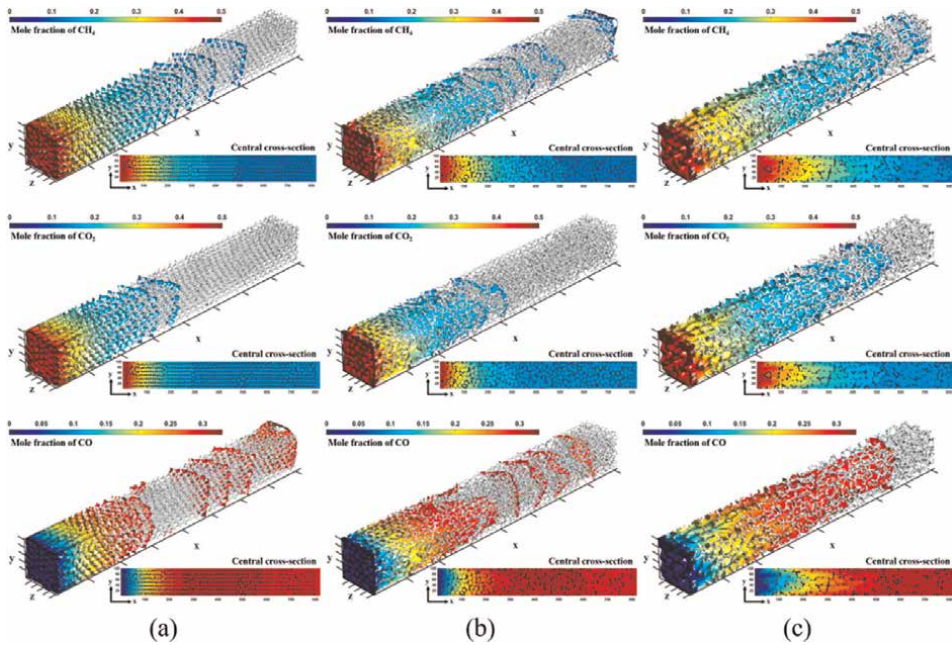 0 0.1 0.2 0.3 0.4 0.5
Mole fraction of CH4
y
z
x
Central cross-section
y
x
0 0.1 0.2 0.3 0.4 0.5
Mole fraction of CH4
y
z
x
Central cross-section
y
x
0 0.1 0.2 0.3 0.4 0.5
Mole fraction of CH4
y
z
x
Central cross-section
y
x
0 0.1 0.2 0.3 0.4 0.5
Mole fraction of CO2
y
z
x
Central cross-section
y
x
0 0.1 0.2 0.3 0.4 0.5
Mole fraction of CO2
y
z
x
Central cross-section
y
x
0 0.1 0.2 0.3 0.4 0.5
Mole fraction of CO2
y
z
x
Central cross-section
y
x
0 0.05 0.1 0.15 0.2 0.25 0.3
Mole fraction of CO
y
z
x
Central cross-section
y
x
0 0.05 0.1 0.15 0.2 0.25 0.3
Mole fraction of CO
y
z
x
Central cross-section
y
x
0 0.05 0.1 0.15 0.2 0.25 0.3
Mole fraction of CO
y
z
x
Central cross-section
y
x
(a) (b) (c)